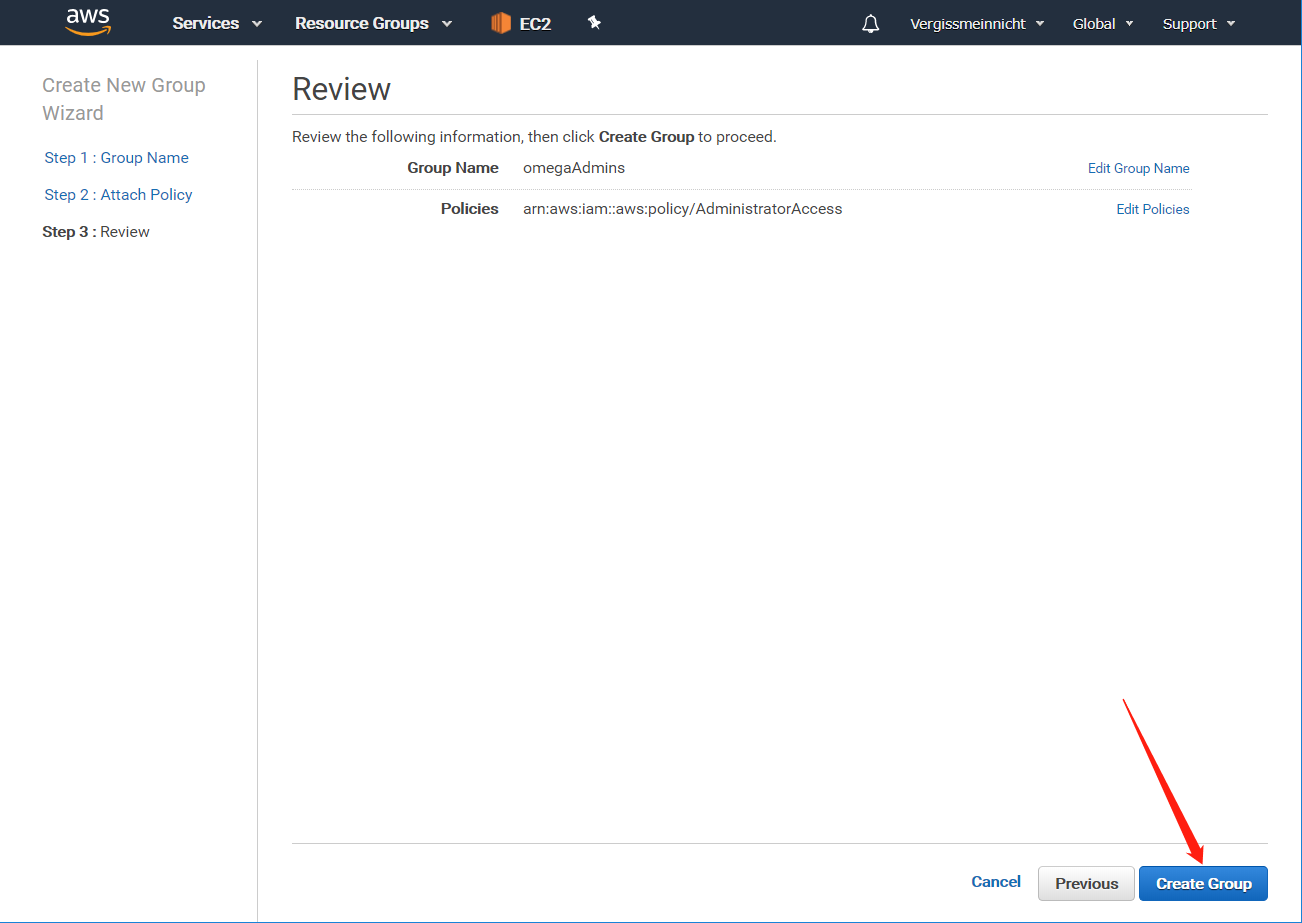 aws Services Resource Groups EC2 Vergissmeinnicht Global Support
Create New Group
Wizard
Step 1 : Group Name
Step 2 : Attach Policy
Step 3 : Review
Review
Review the following information, then click Create Group to proceed.
Group Name omegaAdmins Edit Group Name
Policies arn:aws:iam::aws:policy/AdministratorAccess Edit Policies
Cancel Previous Create Group